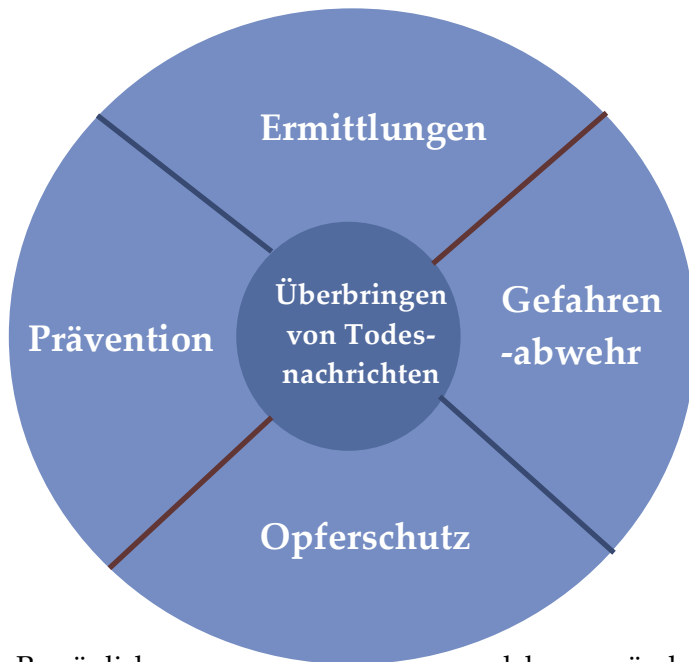 Ermittlungen
Überbringen
von Todes-
nachrichten
Gefahren
-abwehr
Prävention
Opferschutz